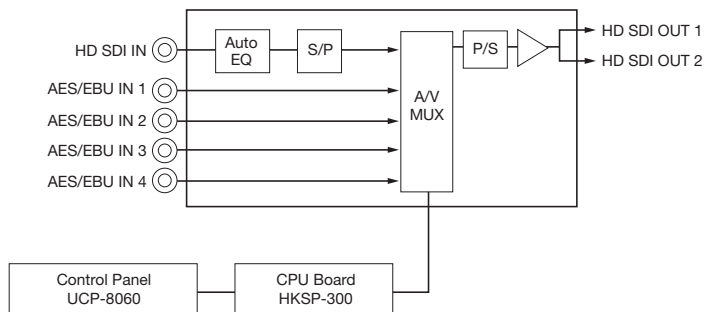 HD SDI IN
Auto
EQ
S/P
P/S
HD SDI OUT 1
HD SDI OUT 2
AES/EBU IN 1
AES/EBU IN 2
AES/EBU IN 3
AES/EBU IN 4
A/V
MUX
Control Panel
UCP-8060
CPU Board
HKSP-300